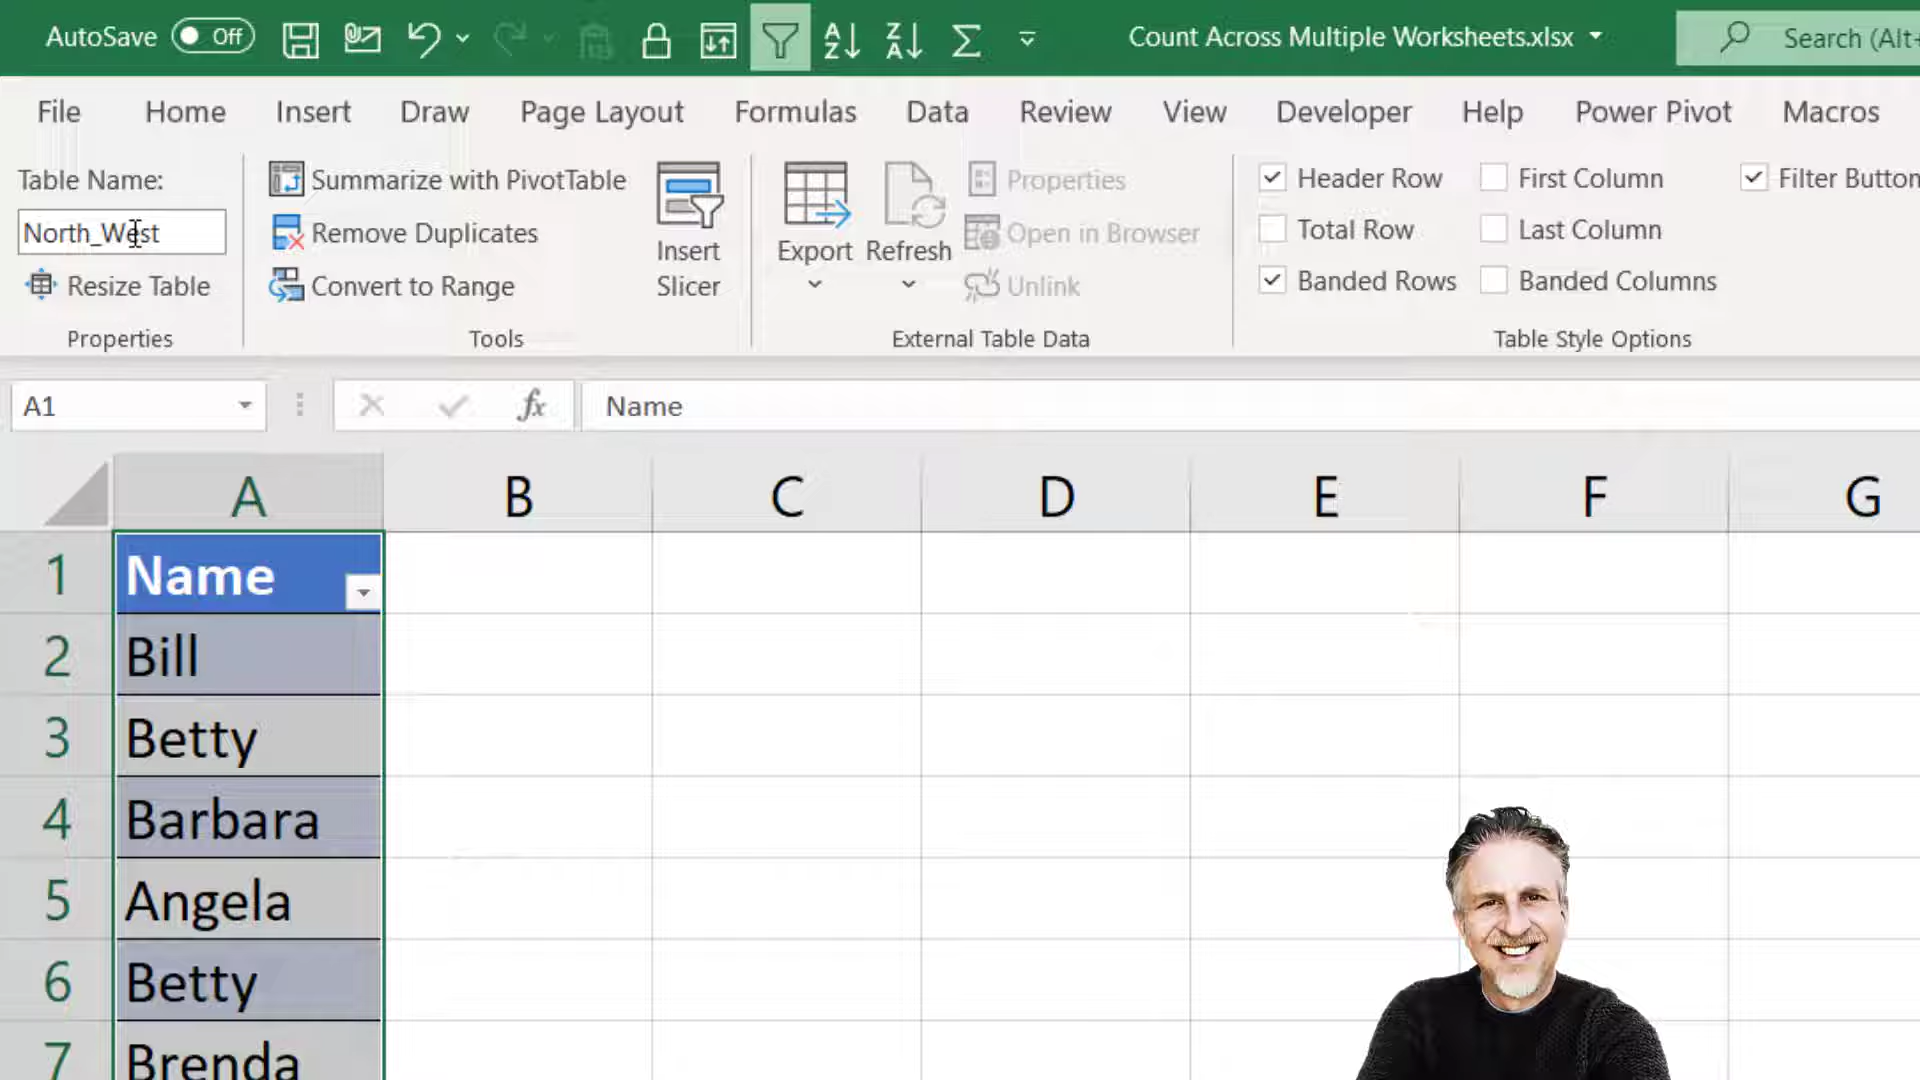 AutoSave Off Count Across Multiple Worksheets.xlsx Search (Alt+
File Home Insert Draw Page Layout Formulas Data Review View Developer Help Power Pivot Macros
Table Name:
North_West
Resize Table
Properties
Summarize with PivotTable
Remove Duplicates
Convert to Range
Tools
Insert
Slicer
Export
Refresh
Properties
Open in Browser
Unlink
External Table Data
Header Row First Column Filter Button
Total Row Last Column
Banded Rows Banded Columns
Table Style Options
A1 fx Name
A B C D E F G
1 Name
2 Bill
3 Betty
4 Barbara
5 Angela
6 Betty
7 Brenda